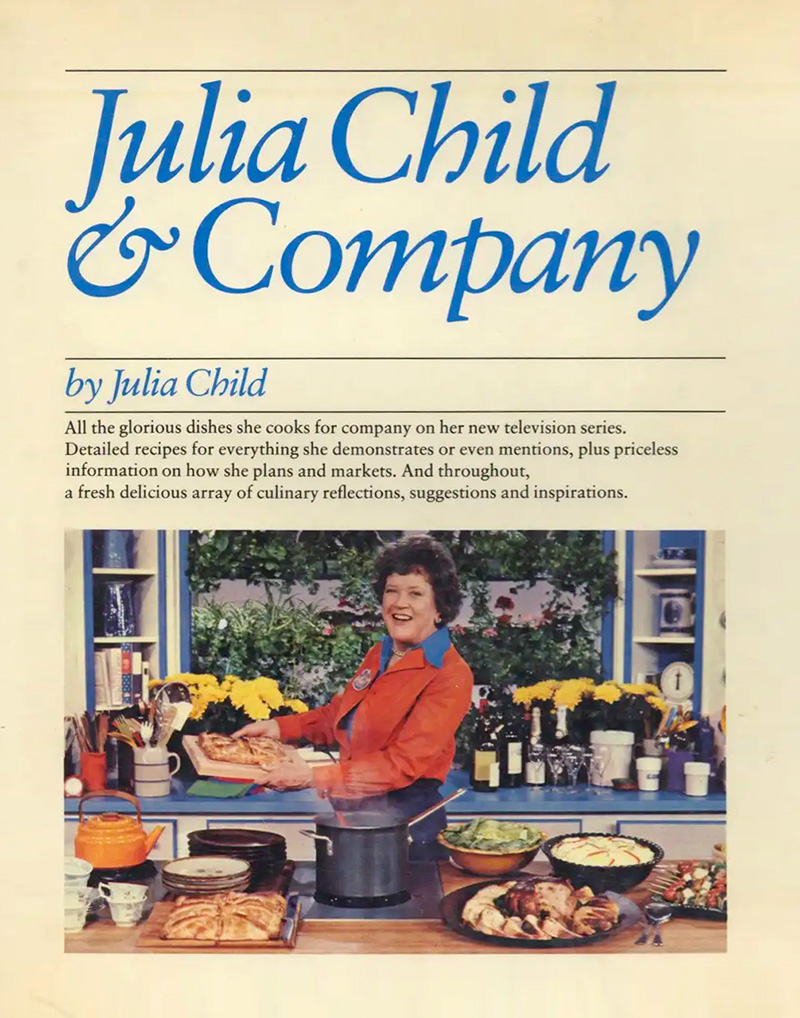 Julia Child
& Company
by Julia Child
All the glorious dishes she cooks for company on her new television series.
Detailed recipes for everything she demonstrates or even mentions, plus priceless
information on how she plans and markets. And throughout,
a fresh delicious array of culinary reflections, suggestions and inspirations.